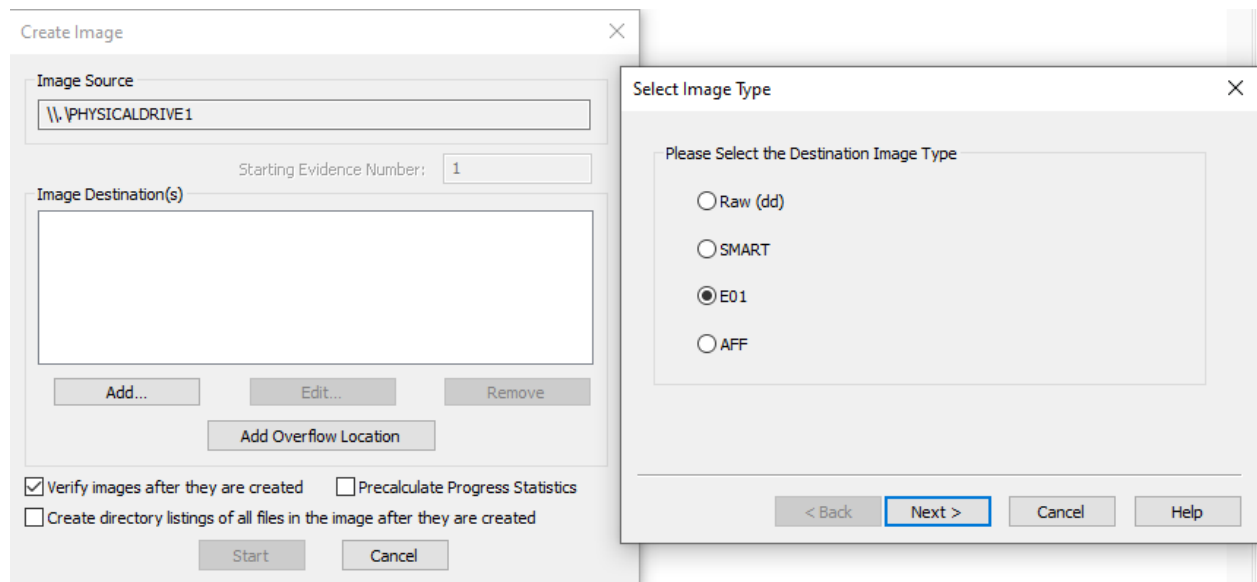 Create Image
Image Source
\\.\PHYSICALDRIVE1
Starting Evidence Number: 1
Image Destination(s)
Add...
Edit...
Remove
Add Overflow Location
Verify images after they are created
Precalculate Progress Statistics
Create directory listings of all files in the image after they are created
Start
Cancel
Select Image Type
Please Select the Destination Image Type
Raw (dd)
SMART
E01
AFF
< Back
Next >
Cancel
Help